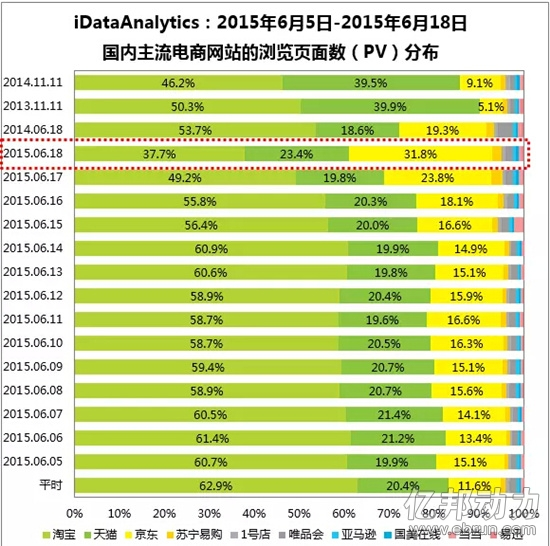 iDataAnalytics：2015年6月5日-2015年6月18日
国内主流电商网站的浏览页面数（PV）分布
2014.11.11 46.2% 39.5% 9.1%
2013.11.11 50.3% 39.9% 5.1%
2014.06.18 53.7% 18.6% 19.3%
2015.06.18 37.7% 23.4% 31.8%
2015.06.17 49.2% 19.8% 23.8%
2015.06.16 55.8% 20.3% 18.1%
2015.06.15 56.4% 20.0% 16.6%
2015.06.14 60.9% 19.9% 14.9%
2015.06.13 60.6% 19.8% 15.1%
2015.06.12 58.9% 20.4% 15.9%
2015.06.11 58.7% 19.6% 16.6%
2015.06.10 58.7% 20.5% 16.3%
2015.06.09 59.4% 20.7% 15.1%
2015.06.08 58.9% 20.7% 15.6%
2015.06.07 60.5% 21.4% 14.1%
2015.06.06 61.4% 21.2% 13.4%
2015.06.05 60.7% 19.9% 15.1%
平时 62.9% 20.4% 11.6%
0% 10% 20% 30% 40% 50% 60% 70% 80% 90% 100%
淘宝 天猫 京东 苏宁易购 1号店 唯品会 亚马逊 国美在线 当当 易迅
亿邦动力
www.ebrun.com